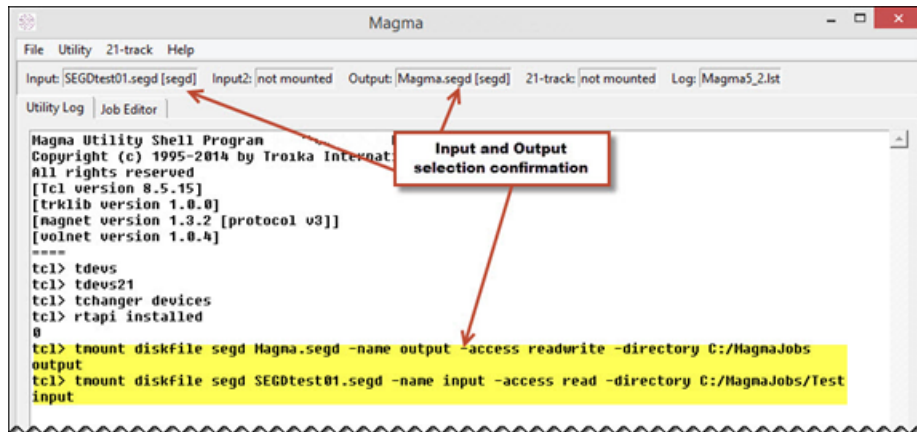 Magma
File Utility 21-track Help
Input: SEGDtest01.segd [segd] Input2: not mounted Output: Magma.segd [segd] 21-track: not mounted Log: Magma5_2.lst
Utility Log Job Editor
Magma Utility Shell Program
Copyright (c) 1995-2014 by Troika Internati
All rights reserved
[Tcl version 8.5.15]
[trklib version 1.0.0]
[magnet version 1.3.2 [protocol v3]]
[volnet version 1.0.4]
====
tcl> tdevs
tcl> tdevs21
tcl> tchanger devices
tcl> rtapi installed
0
tcl> tmount diskfile segd Magma.segd -name output -access readwrite -directory C:/MagmaJobs
output
tcl> tmount diskfile segd SEGDtest01.segd -name input -access read -directory C:/MagmaJobs/Test
input
Input and Output
selection confirmation